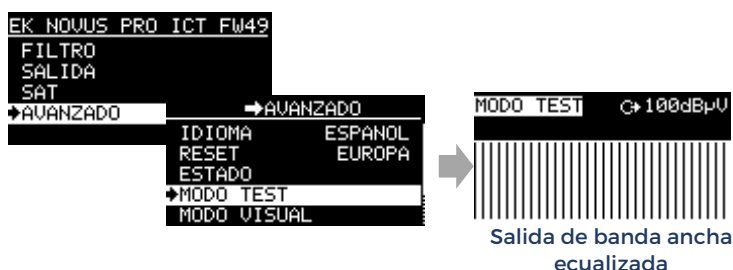 EK NOVUS PRO ICT FW49
FILTRO
SALIDA
SAT
AVANZADO
AVANZADO
IDIOMA ESPANOL
RESET EUROPA
ESTADO
MODO TEST
MODO VISUAL
MODO TEST 100dBµV
Salida de banda ancha
ecualizada